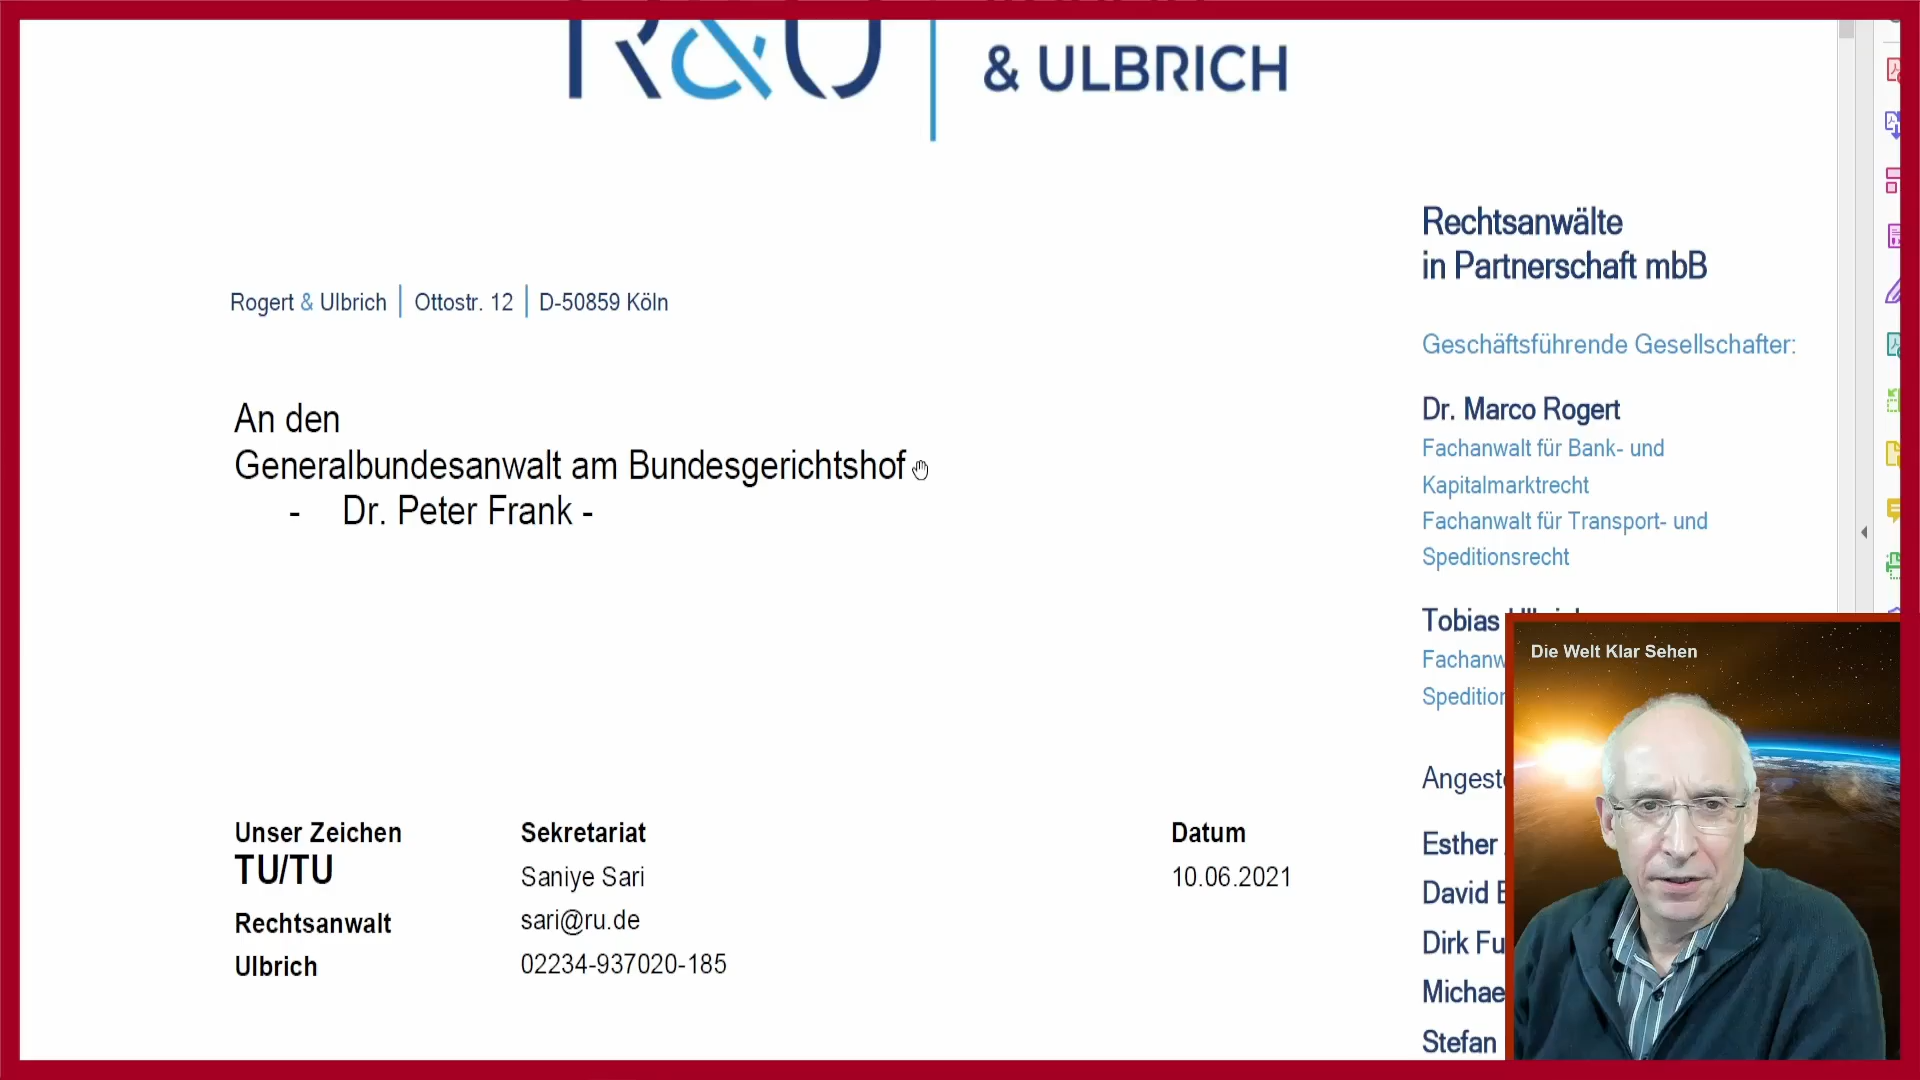 R&U
& ULBRICH
Rechtsanwälte
in Partnerschaft mbB
Rogert & Ulbrich | Ottostr. 12 | D-50859 Köln
Geschäftsführende Gesellschafter:
An den
Generalbundesanwalt am Bundesgerichtshof
- Dr. Peter Frank -
Dr. Marco Rogert
Fachanwalt für Bank- und
Kapitalmarktrecht
Fachanwalt für Transport- und
Speditionsrecht
Tobias
Die Welt Klar Sehen
Unser Zeichen
TU/TU
Rechtsanwalt
Ulbrich
Sekretariat
Saniye Sari
sari@ru.de
02234-937020-185
Datum
10.06.2021
Esther
David
Dirk
Stefan